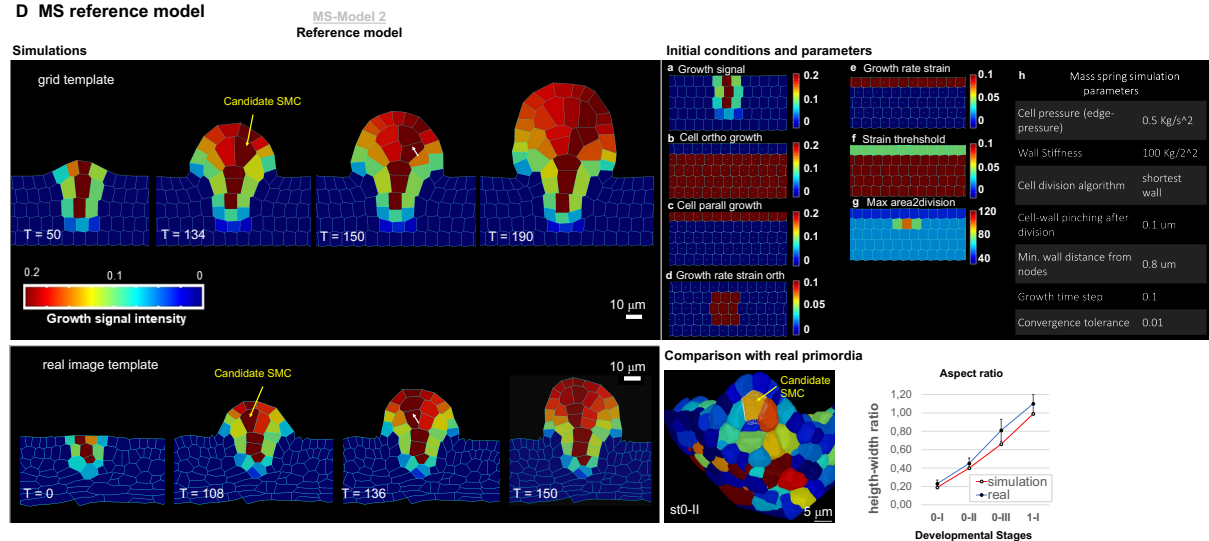 D MS reference model
MS-Model 2
Reference model
Simulations
grid template
Candidate SMC
T = 50
T = 134
T = 150
T = 190
0.2
0.1
0
Growth signal intensity
10 μm
real image template
Candidate SMC
10 μm
T = 0
T = 108
T = 136
T = 150
Initial conditions and parameters
a Growth signal
0.2
0.1
0
b Cell ortho growth
0.2
0.1
0
c Cell parall growth
0.2
0.1
0
d Growth rate strain orth
0.1
0.05
0
e Growth rate strain
0.1
0.05
0
f Strain threhshold
0.1
0.05
0
g Max area2division
120
80
40
h
Mass spring simulation
parameters
Cell pressure (edge-
pressure)
0.5 Kg/s^2
Wall Stiffness
100 Kg/2^2
Cell division algorithm
shortest
wall
Cell-wall pinching after
division
0.1 um
Min. wall distance from
nodes
0.8 um
Growth time step
0.1
Convergence tolerance
0.01
Comparison with real primordia
Candidate
SMC
st0-II
5 μm
Aspect ratio
heigth-width ratio
1,20
1,00
0,80
0,60
0,40
0,20
0,00
simulation
real
0-I
0-II
0-III
1-I
Developmental Stages